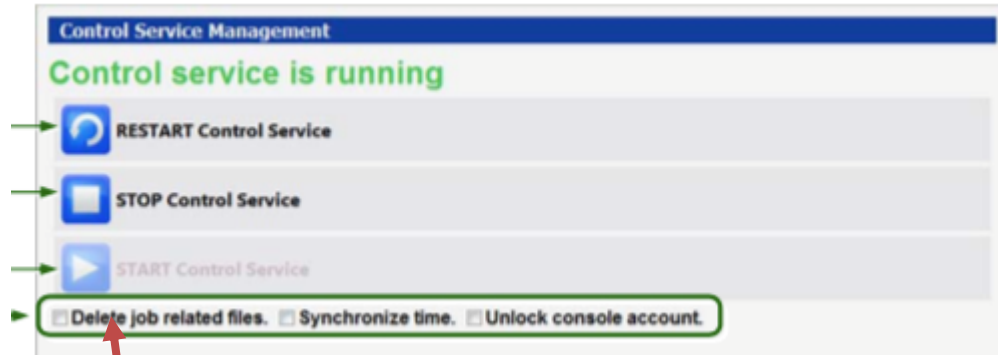 Control Service Management
Control service is running
RESTART Control Service
STOP Control Service
START Control Service
Delete job related files. Synchronize time. Unlock console account.